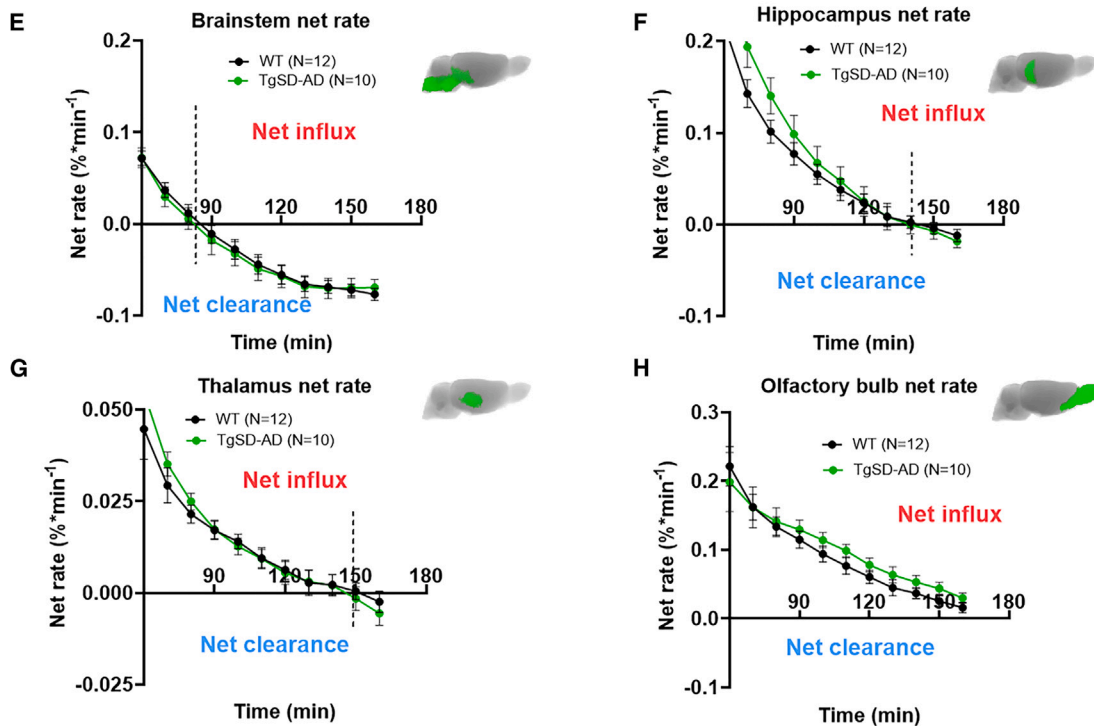 E
Brainstem net rate
WT (N=12)
TgSD-AD (N=10)
Net influx
Net clearance
Net rate (%*min-1)
0.2
0.1
0.0
-0.1
90 120 150 180
Time (min)
F
Hippocampus net rate
WT (N=12)
TgSD-AD (N=10)
Net influx
Net clearance
Net rate (%*min-1)
0.2
0.1
0.0
-0.1
90 120 150 180
Time (min)
G
Thalamus net rate
WT (N=12)
TgSD-AD (N=10)
Net influx
Net clearance
Net rate (%*min-1)
0.050
0.025
0.000
-0.025
90 120 150 180
Time (min)
H
Olfactory bulb net rate
WT (N=12)
TgSD-AD (N=10)
Net influx
Net clearance
Net rate (%*min-1)
0.3
0.2
0.1
0.0
-0.1
90 120 150 180
Time (min)